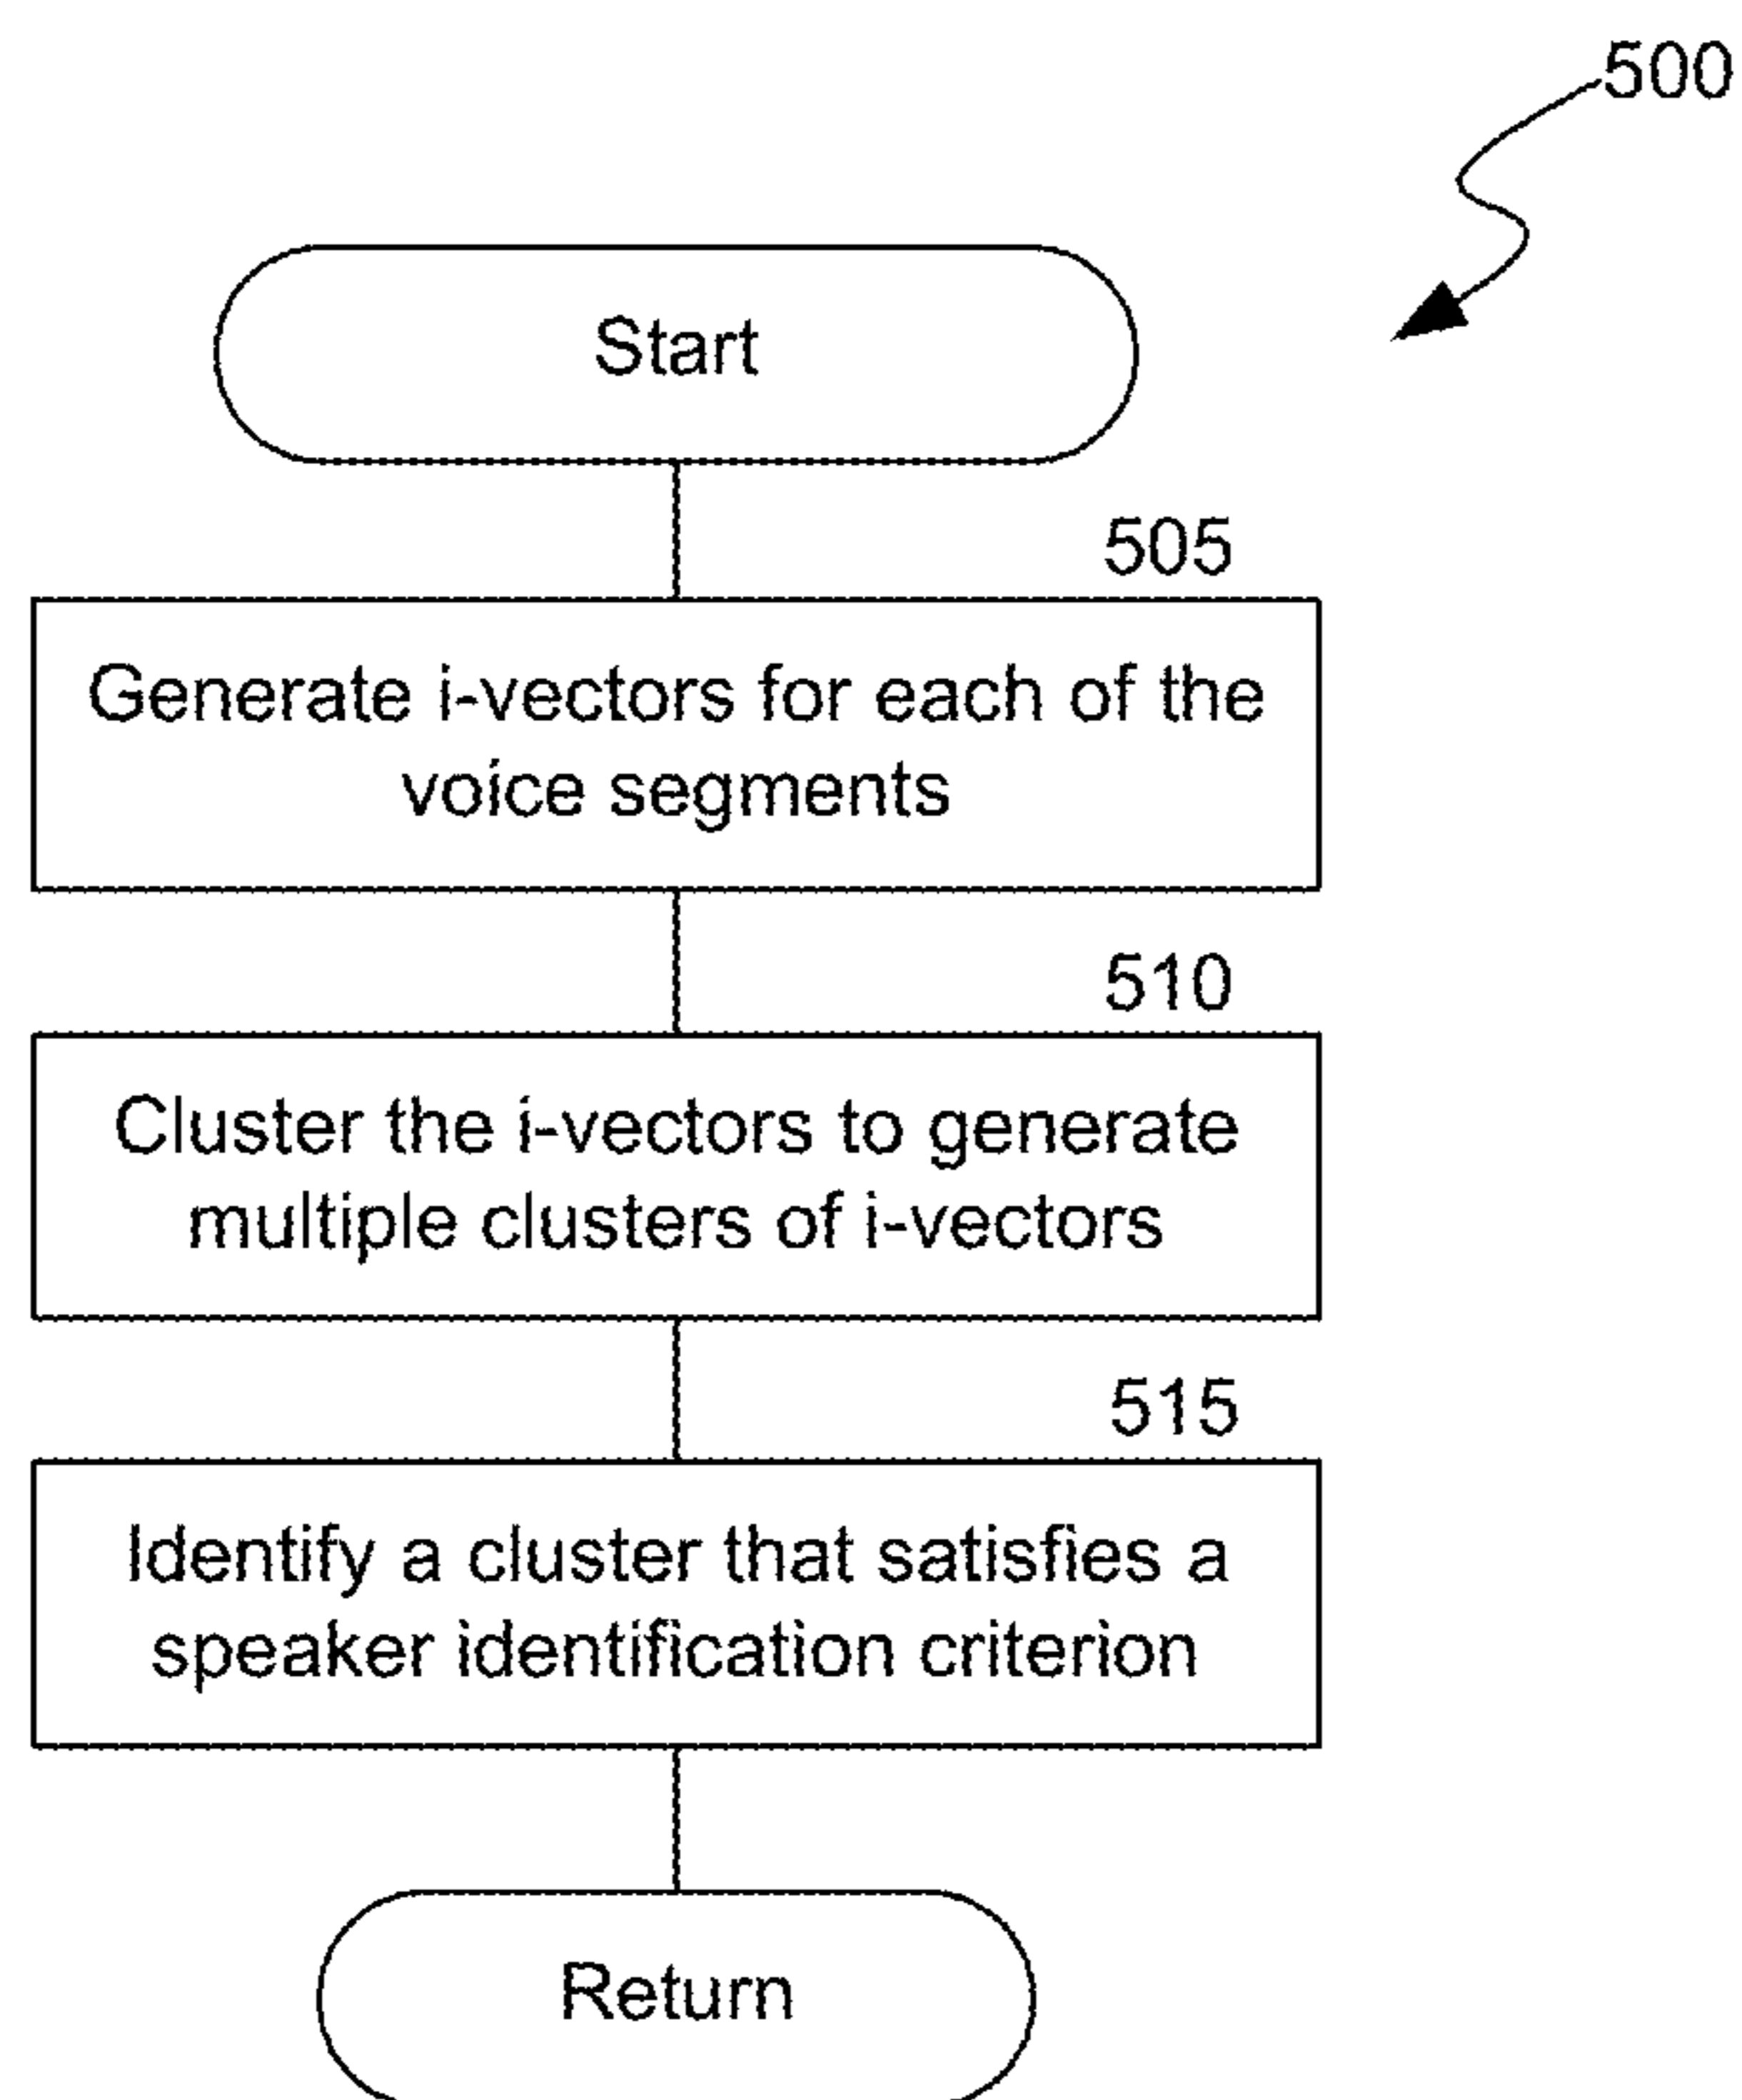 500
Start
505
Generate i-vectors for each of the
voice segments
510
Cluster the i-vectors to generate
multiple clusters of i-vectors
515
Identify a cluster that satisfies a
speaker identification criterion
Return